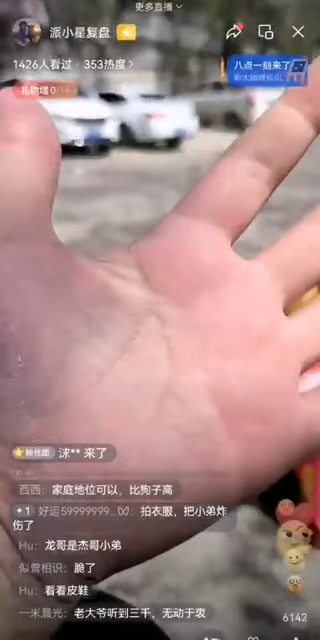 更多直播
派小星复盘
1426人看过 · 353热度
八点一刻来了
礼物墙 0/14
粉丝团 涞** 来了
西西： 家庭地位可以，比狗子高
+1 好运59999999...： 拍衣服，把小弟炸
伤了
Hu： 龙哥是杰哥小弟
似曾相识： 跪了
Hu： 看看皮鞋
一米晨光： 老大爷听到三千，无动于衷
6142